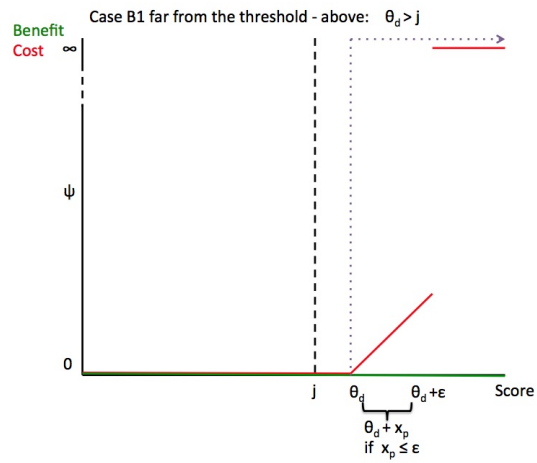 Case B1 far from the threshold - above: θd > j
Benefit
Cost
∞
ψ
0
j θd θd +ε Score
θd + xp
if xp ≤ ε